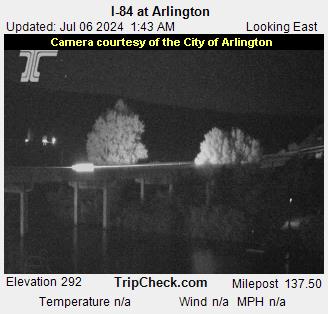 I-84 at Arlington
Updated: Jul 06 2024 1:43 AM Looking East
Camera courtesy of the City of Arlington
Elevation 292 TripCheck.com Milepost 137.50
Temperature n/a Wind n/a MPH n/a